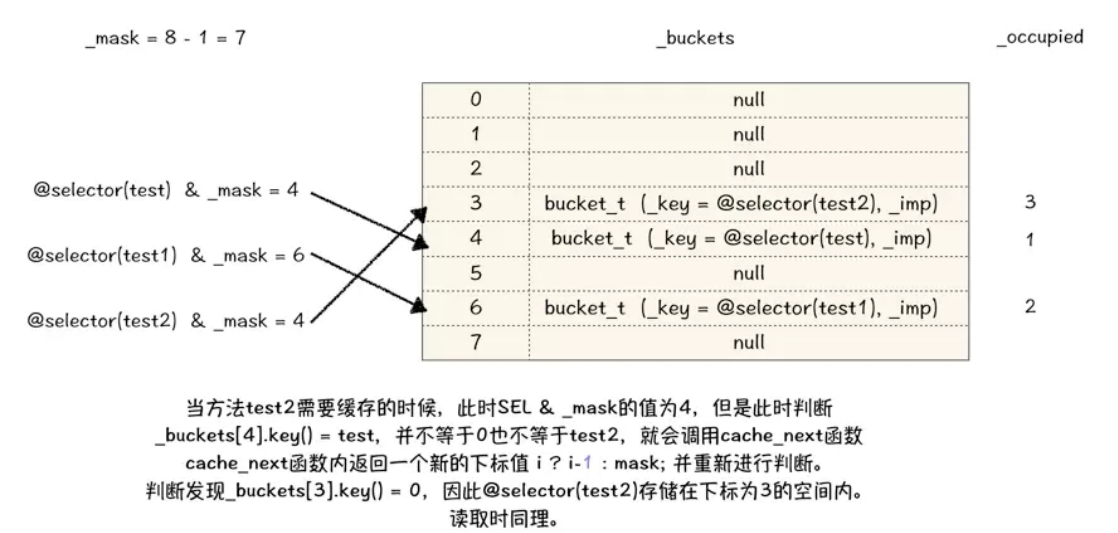 _mask = 8 - 1 = 7 _buckets _occupied
0 null
1 null
2 null
@selector(test) & _mask = 4
3 bucket_t (_key = @selector(test2), _imp) 3
4 bucket_t (_key = @selector(test), _imp) 1
@selector(test1) & _mask = 6
5 null
6 bucket_t (_key = @selector(test1), _imp) 2
@selector(test2) & _mask = 4
7 null
当方法test2需要缓存的时候，此时SEL & _mask的值为4，但是此时判断
_buckets[4].key() = test，并不等于0也不等于test2，就会调用cache_next函数
cache_next函数内返回一个新的下标值 i ? i-1 : mask; 并重新进行判断。
判断发现_buckets[3].key() = 0，因此@selector(test2)存储在下标为3的空间内。
读取时同理。